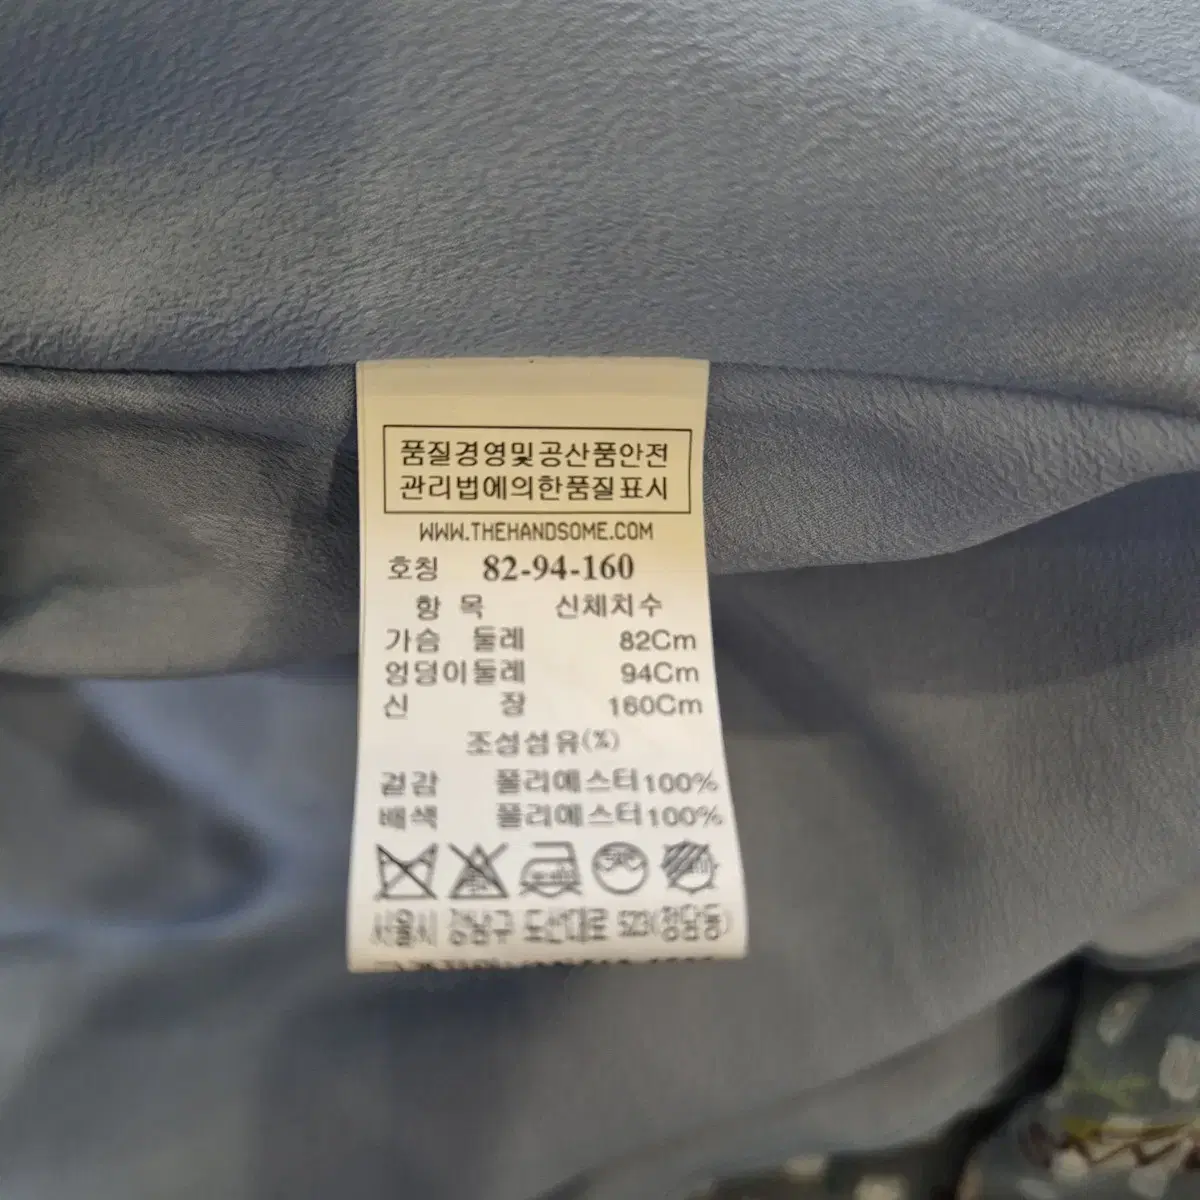 품질경영및공산품안전
관리법에의한품질표시
WWW.THEHANDSOME.COM
호칭 82-94-160
항 목 신체치수
가슴 둘레 82Cm
엉덩이둘레 94Cm
신 장 160Cm
조성섬유(%)
겉감 폴리에스터100%
배색 폴리에스터100%
서울시 강남구 도산대로 523(청담동)